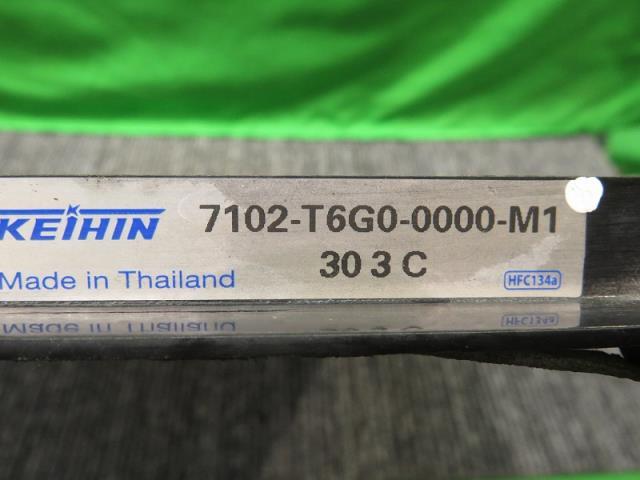 KEIHIN 7102-T6G0-0000-M1
30 3 C
Made in Thailand HFC134a